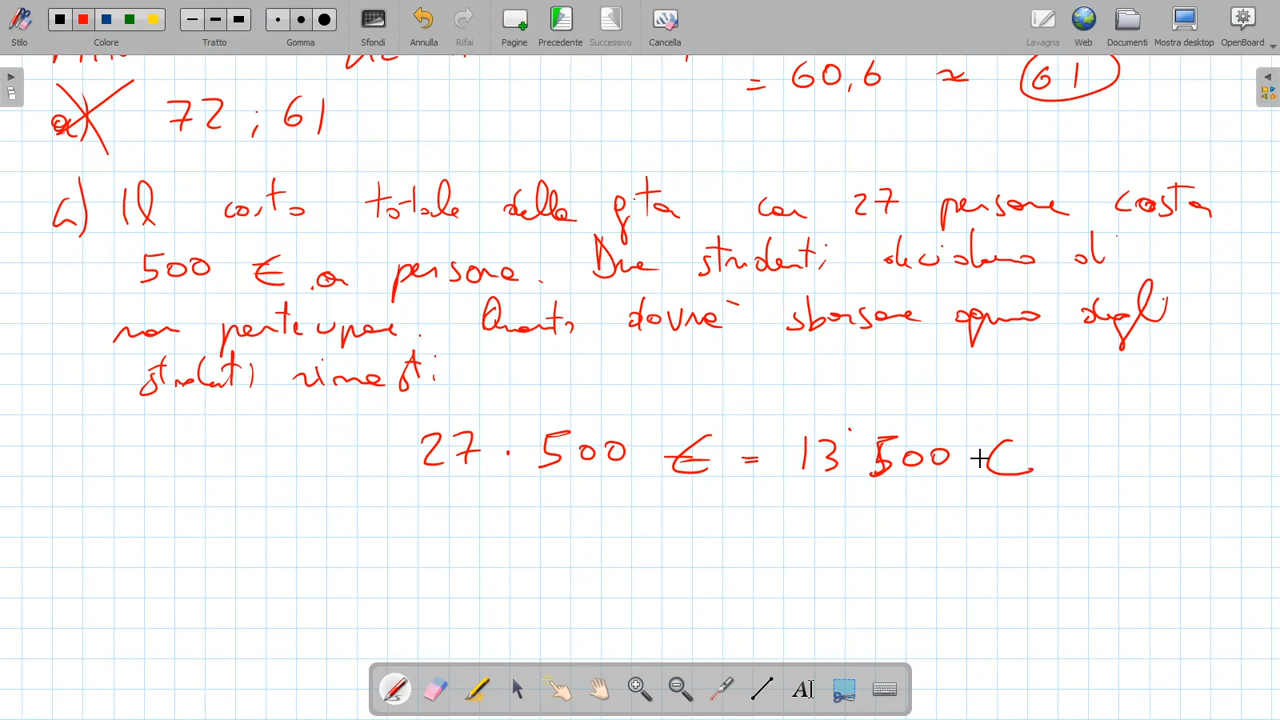 Stilo
Colore
Tratto
Gomma
Sfondi
Annulla
Rifai
Pagine
Precedente
Successivo
Cancella
Lavagna
Web
Documenti
Mostra desktop
OpenBoard
= 60,6 ≈ 61
a) 72 ; 61
a) Il costo totale della gita con 27 persone costa
500 € a persona. Due studenti decidono di
non partecipare. Quanto dovrà sborsare ognuno degli
studenti rimasti
27 · 500 € = 13'500 C